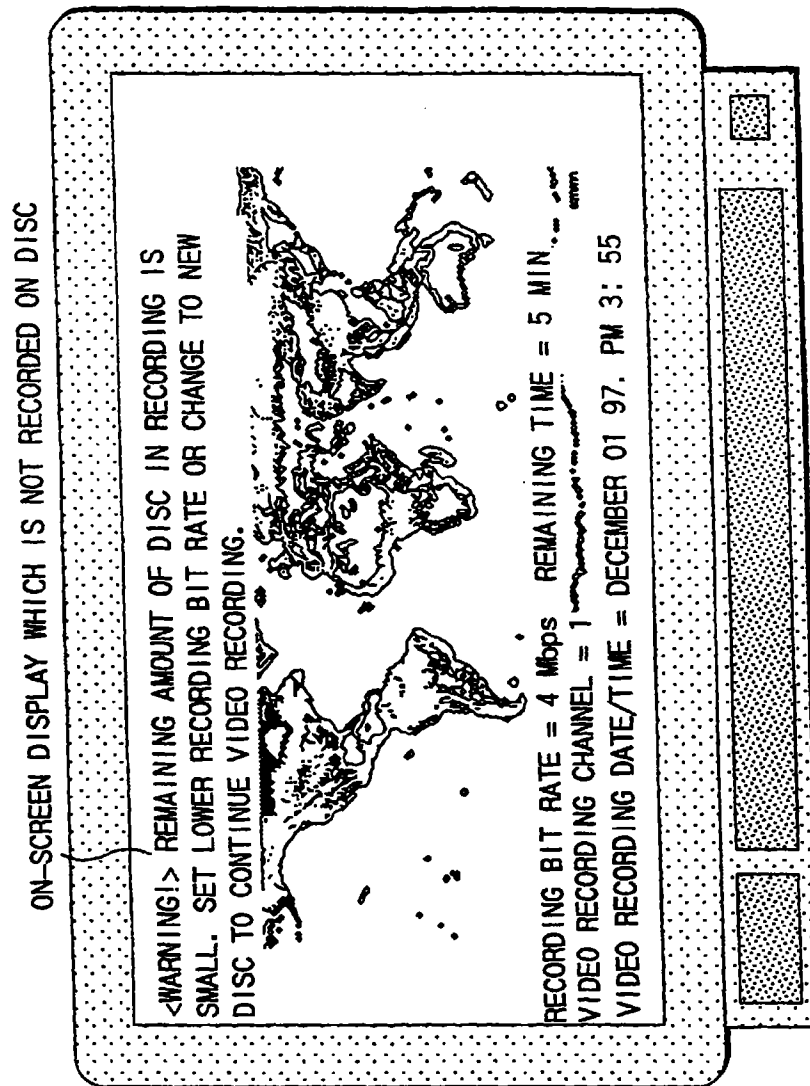 ON-SCREEN DISPLAY WHICH IS NOT RECORDED ON DISC
<WARNING!> REMAINING AMOUNT OF DISC IN RECORDING IS
SMALL. SET LOWER RECORDING BIT RATE OR CHANGE TO NEW
DISC TO CONTINUE VIDEO RECORDING.
RECORDING BIT RATE = 4 Mbps REMAINING TIME = 5 MIN
VIDEO RECORDING CHANNEL = 1
VIDEO RECORDING DATE/TIME = DECEMBER 01 97. PM 3: 55